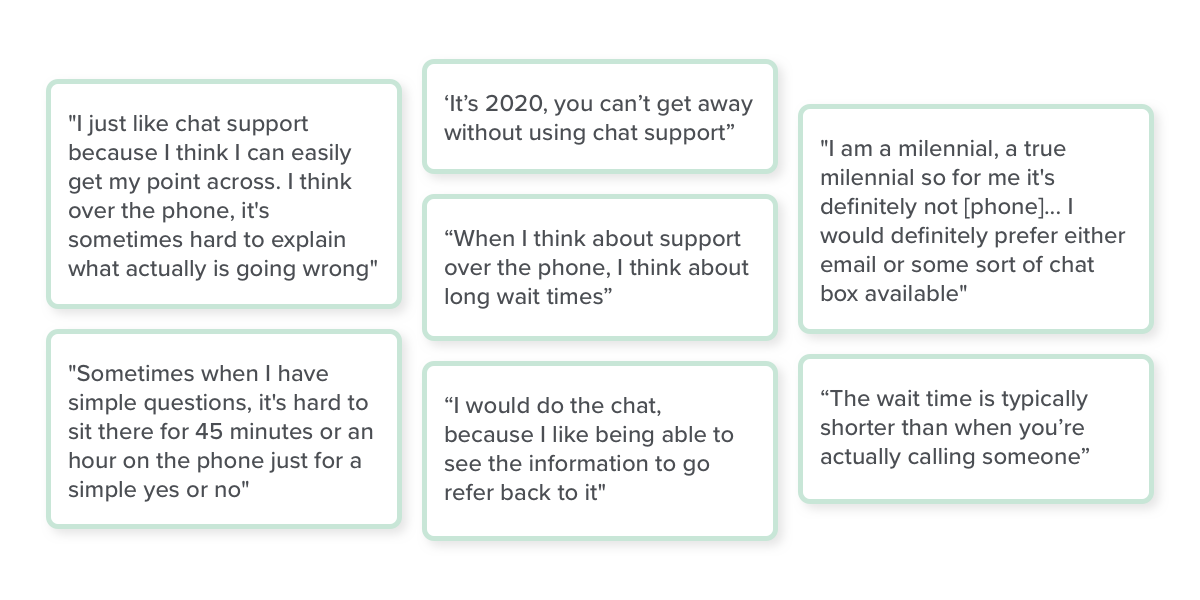 "I just like chat support
because I think I can easily
get my point across. I think
over the phone, it's
sometimes hard to explain
what actually is going wrong"
"Sometimes when I have
simple questions, it's hard to
sit there for 45 minutes or an
hour on the phone just for a
simple yes or no"
‘It’s 2020, you can’t get away
without using chat support”
“When I think about support
over the phone, I think about
long wait times”
“I would do the chat,
because I like being able to
see the information to go
refer back to it"
"I am a milennial, a true
milennial so for me it's
definitely not [phone]... I
would definitely prefer either
email or some sort of chat
box available"
“The wait time is typically
shorter than when you’re
actually calling someone”